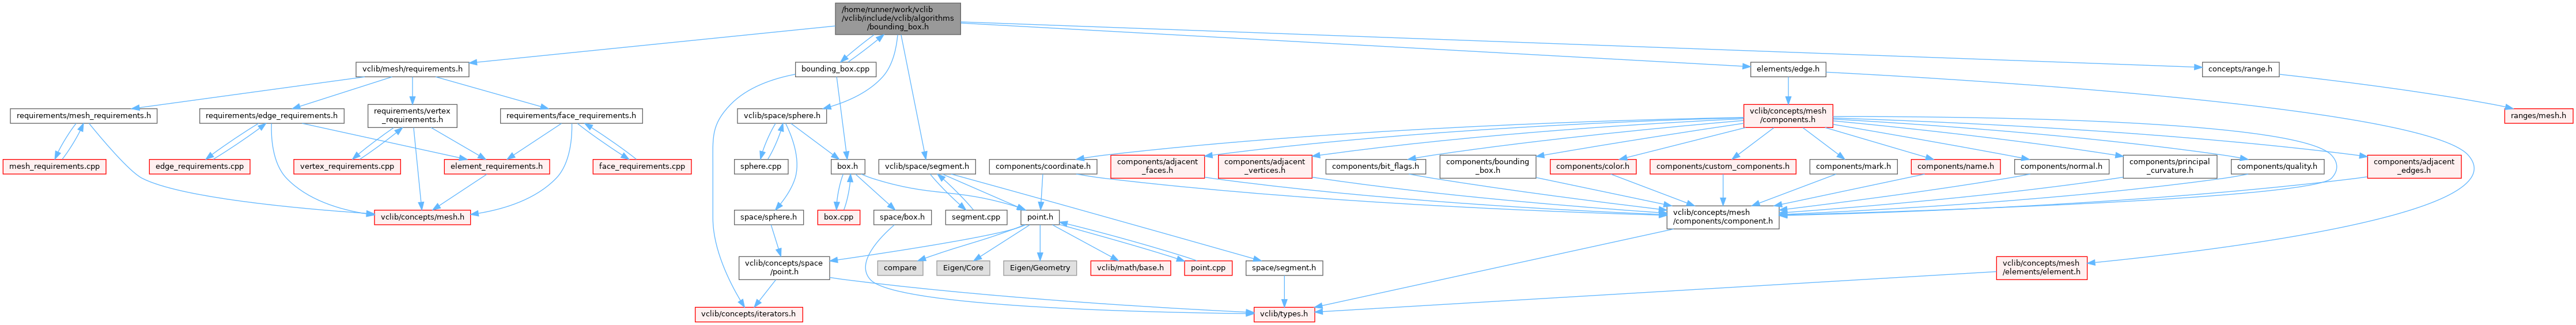 /home/runner/work/vclib
/vclib/include/vclib/algorithms
/bounding_box.h
vclib/mesh/requirements.h
bounding_box.cpp
elements/edge.h
concepts/range.h
requirements/mesh_requirements.h
requirements/edge_requirements.h
requirements/vertex
_requirements.h
requirements/face_requirements.h
vclib/space/sphere.h
vclib/concepts/mesh
/components.h
ranges/mesh.h
mesh_requirements.cpp
edge_requirements.cpp
vertex_requirements.cpp
element_requirements.h
face_requirements.cpp
sphere.cpp
box.h
vclib/space/segment.h
components/coordinate.h
components/adjacent
_faces.h
components/adjacent
_vertices.h
components/bit_flags.h
components/bounding
_box.h
components/color.h
components/custom_components.h
components/mark.h
components/name.h
components/normal.h
components/principal
_curvature.h
components/quality.h
components/adjacent
_edges.h
vclib/concepts/mesh.h
space/sphere.h
box.cpp
space/box.h
segment.cpp
point.h
vclib/concepts/mesh
/components/component.h
vclib/concepts/space
/point.h
compare
Eigen/Core
Eigen/Geometry
vclib/math/base.h
point.cpp
space/segment.h
vclib/concepts/mesh
/elements/element.h
vclib/concepts/iterators.h
vclib/types.h